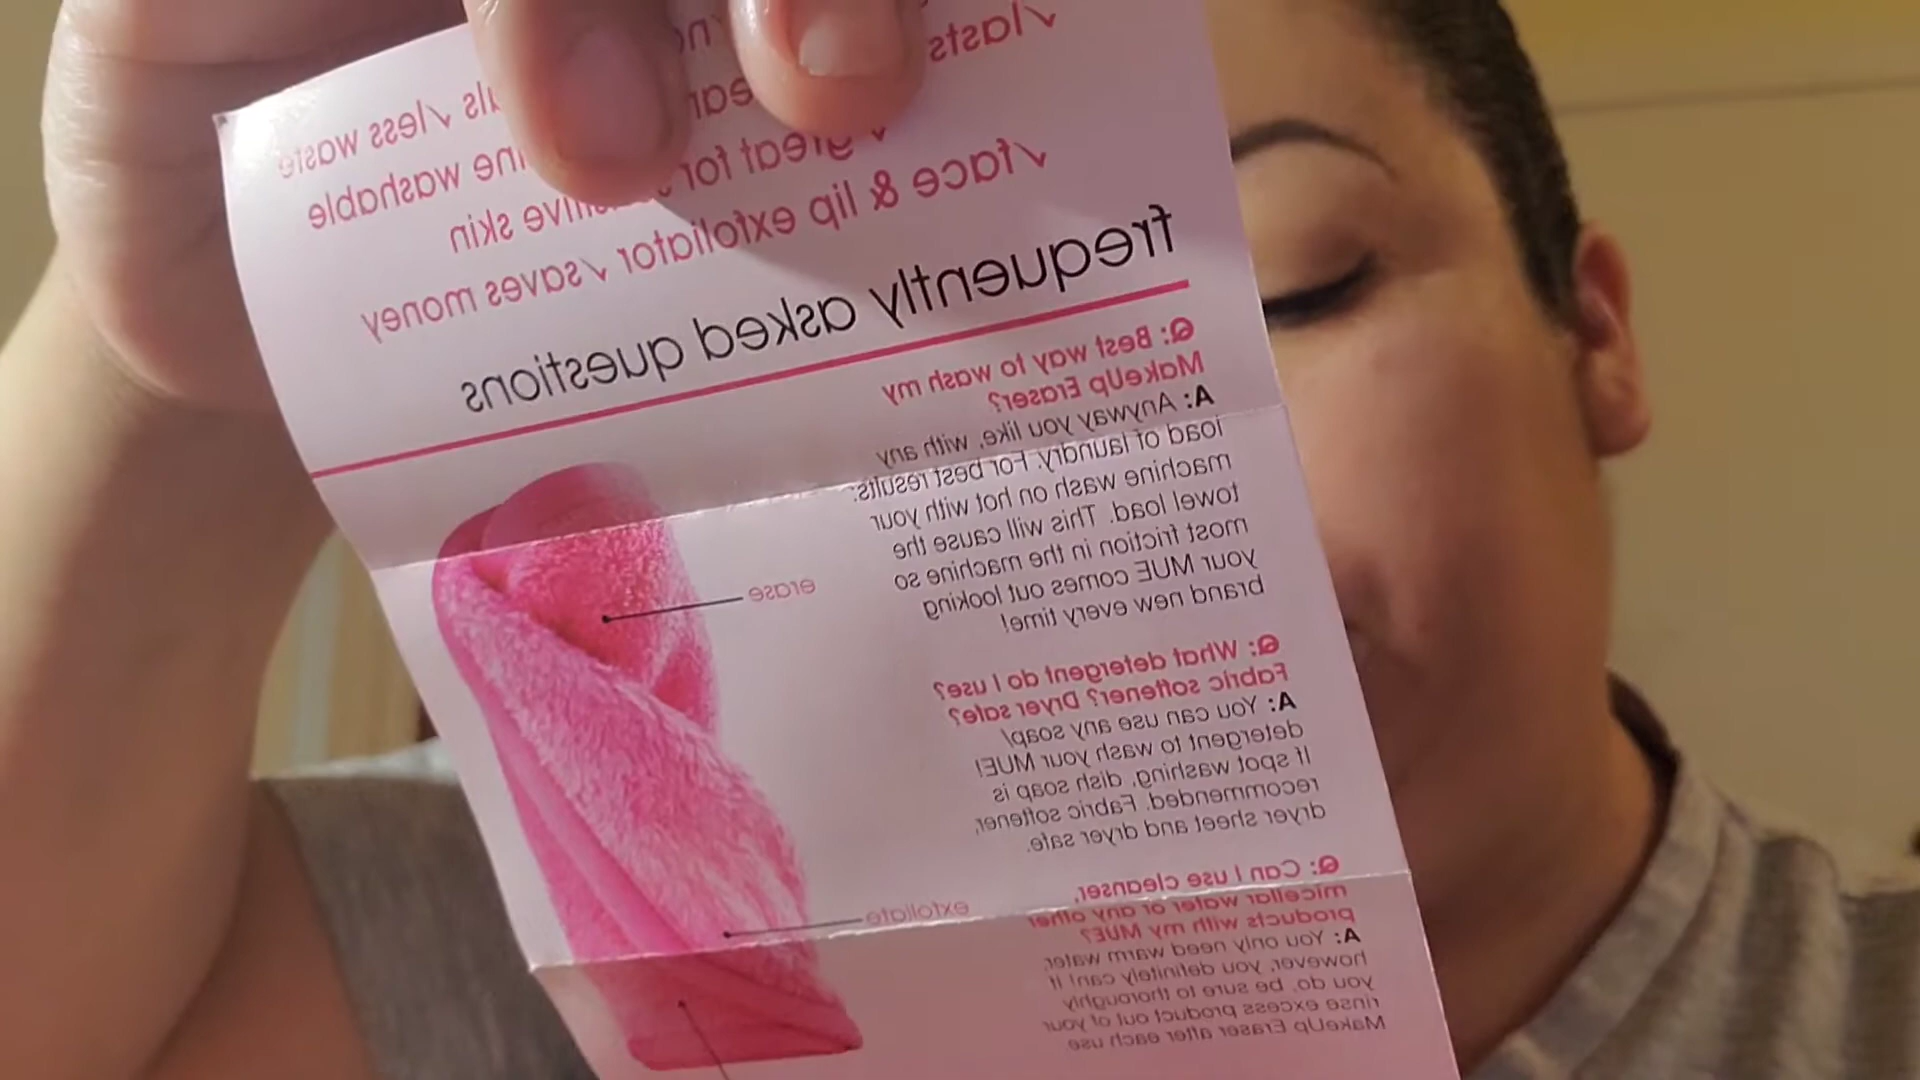 ✓lasts
✓less waste
great for
machine washable
✓face & lip exfoliator ✓saves money
sensitive skin
frequently asked questions
Q: Best way to wash my
MakeUp Eraser?
A: Anyway you like, with any
load of laundry. For best results:
machine wash on hot with your
towel load. This will cause the
most friction in the machine so
your MUE comes out looking
brand new every time!
erase
Q: What detergent do I use?
Fabric softener? Dryer safe?
A: You can use any soap/
detergent to wash your MUE!
If spot washing, dish soap is
recommended. Fabric softener,
dryer sheet and dryer safe.
exfoliate
Q: Can I use cleanser,
micellar water or any other
products with my MUE?
A: You only need warm water,
however, you definitely can! If
you do, be sure to thoroughly
rinse excess product out of your
MakeUp Eraser after each use.